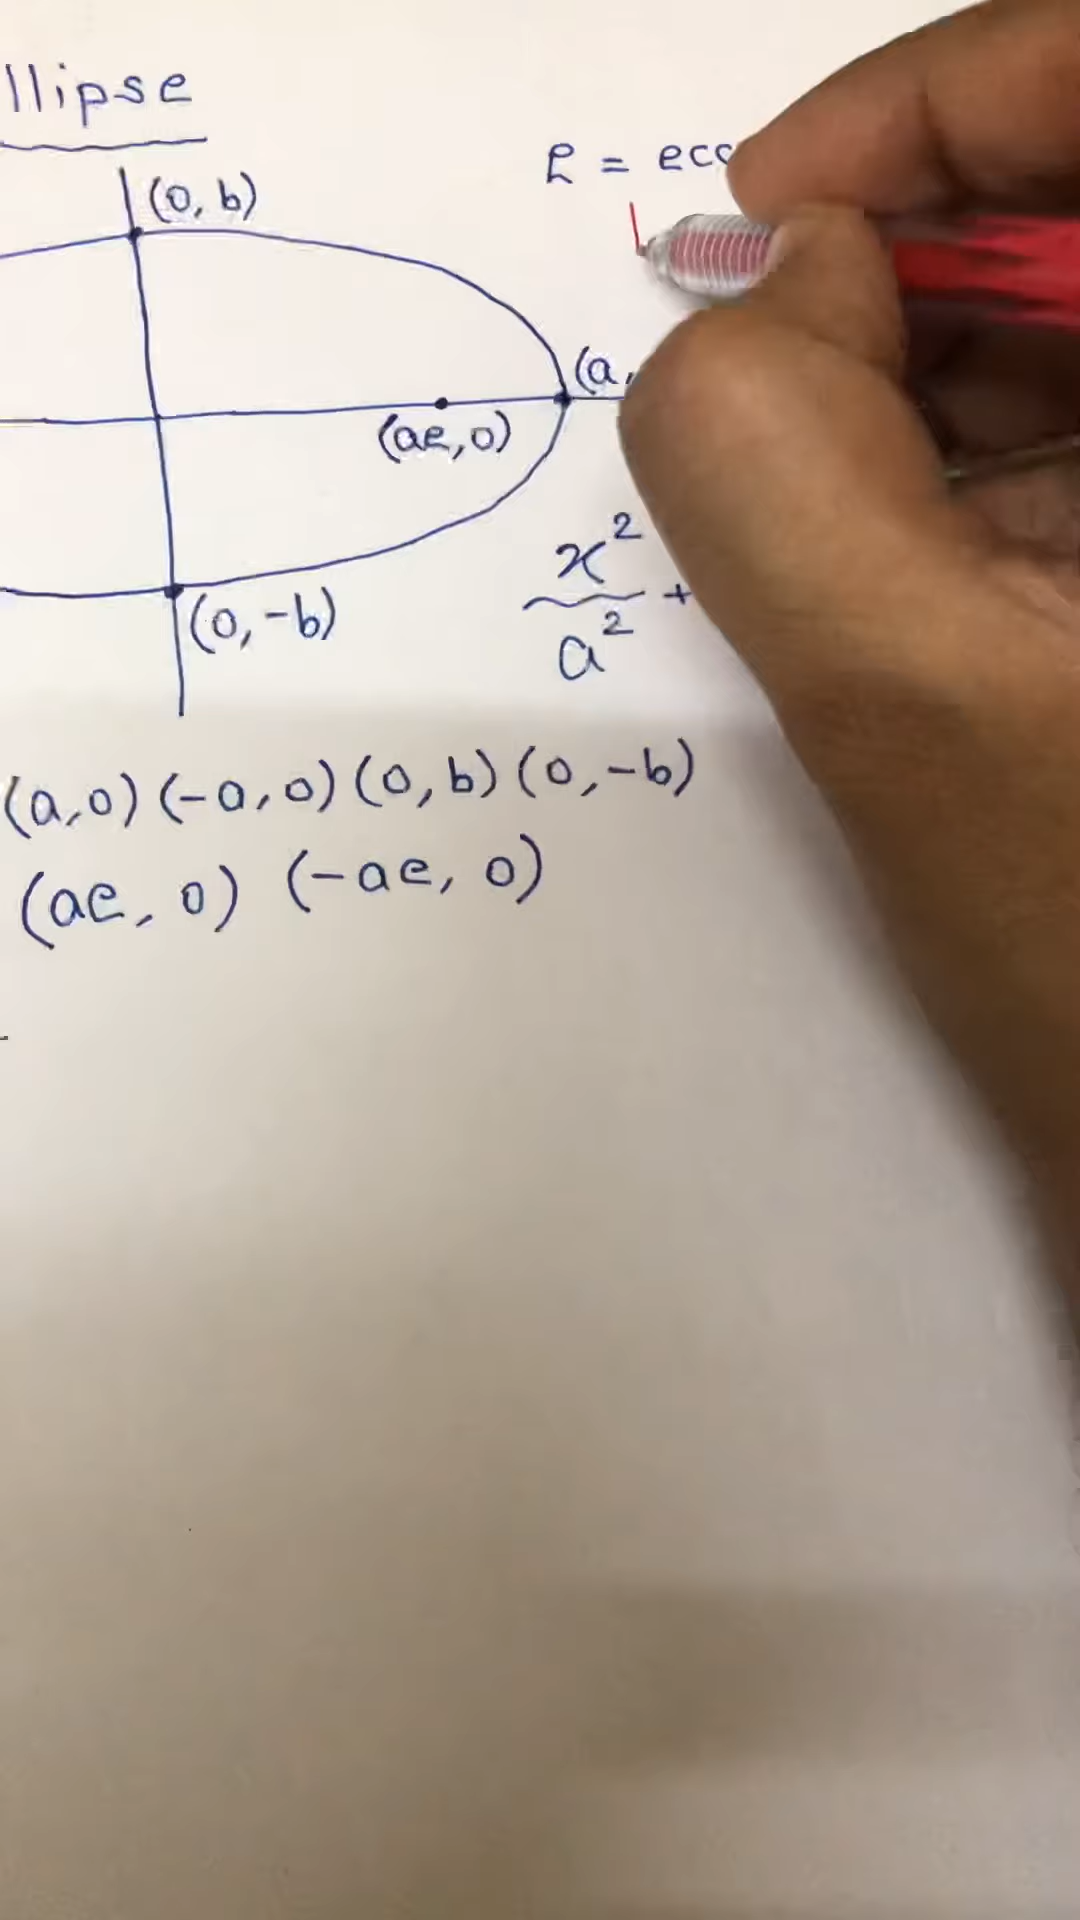 llipse
(0, b)
e = ecc
(a,
(ae, 0)
x²
a² +
(0, -b)
(a, 0) (-a, 0) (0, b) (0, -b)
(ae, 0) (-ae, 0)